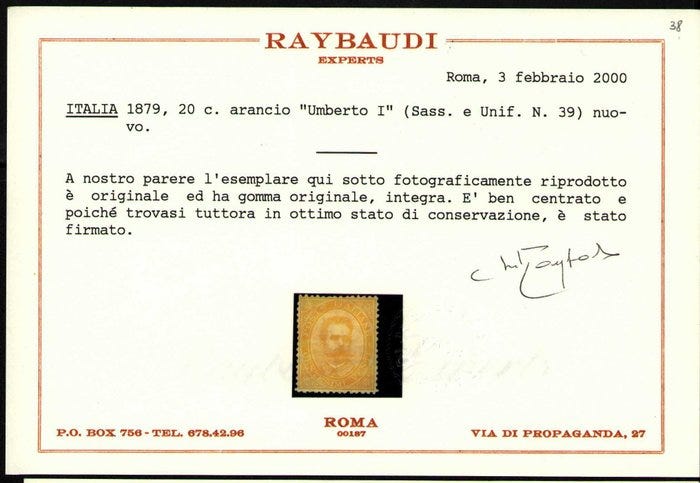 38
RAYBAUDI
EXPERTS
Roma, 3 febbraio 2000
ITALIA 1879, 20 c. arancio "Umberto I" (Sass. e Unif. N. 39) nuo-
vo.
A nostro parere l'esemplare qui sotto fotograficamente riprodotto
è originale ed ha gomma originale, integra. E' ben centrato e
poiché trovasi tuttora in ottimo stato di conservazione, è stato
firmato.
ROMA
00187
P.O. BOX 756 - TEL. 678.42.96
VIA DI PROPAGANDA, 27